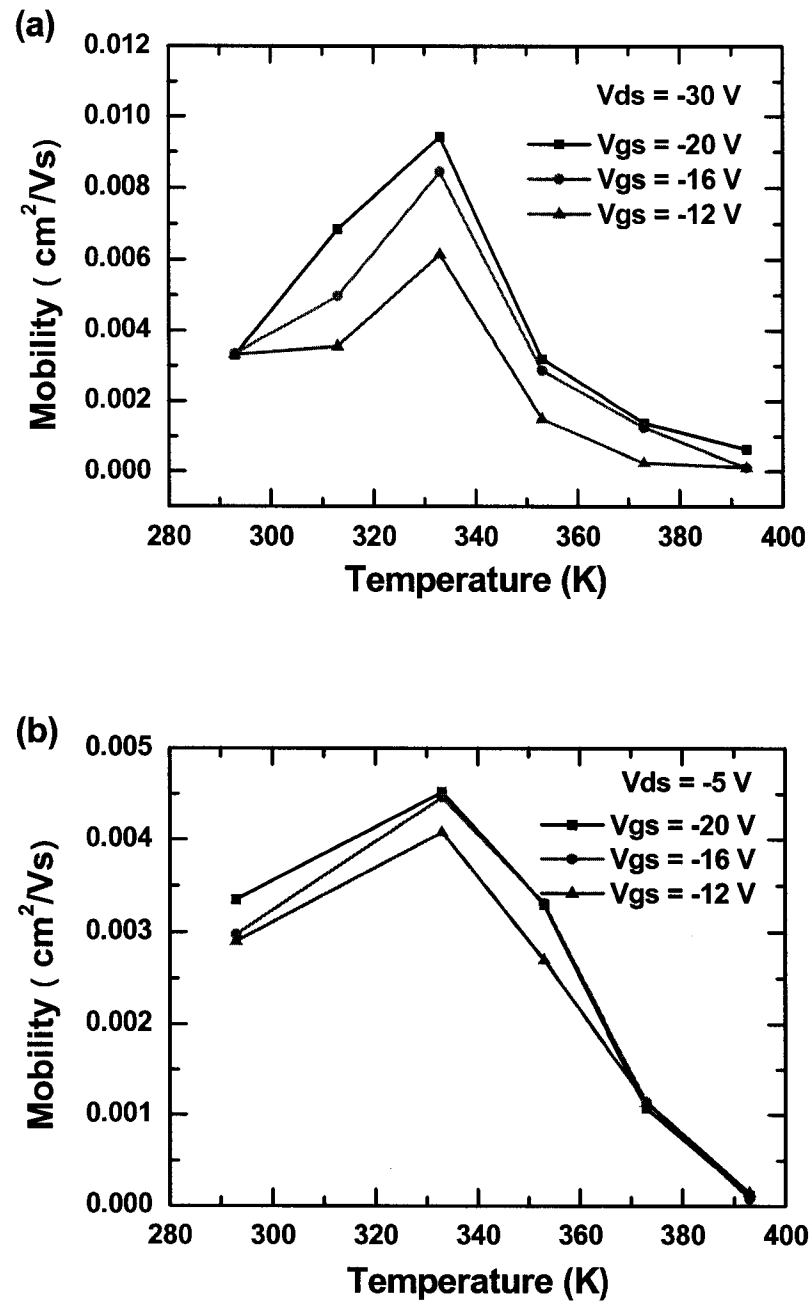 (a)
0.012
0.010
0.008
0.006
0.004
0.002
0.000
Mobility ( cm²/Vs)
Vds = -30 V
Vgs = -20 V
Vgs = -16 V
Vgs = -12 V
280 300 320 340 360 380 400
Temperature (K)
(b)
0.005
0.004
0.003
0.002
0.001
0.000
Mobility ( cm²/Vs)
Vds = -5 V
Vgs = -20 V
Vgs = -16 V
Vgs = -12 V
280 300 320 340 360 380 400
Temperature (K)